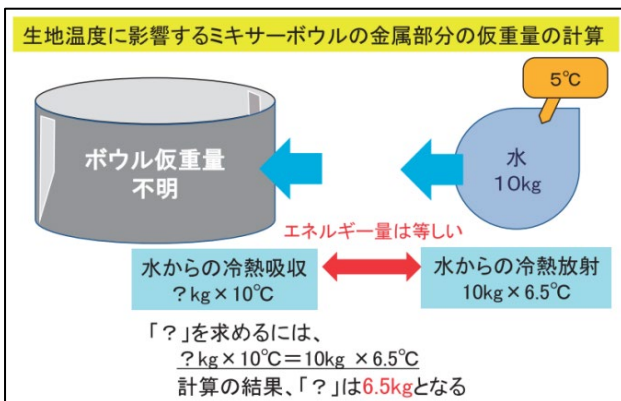 生地温度に影響するミキサーボウルの金属部分の仮重量の計算
5℃
ボウル仮重量
不明
水
10kg
エネルギー量は等しい
水からの冷熱吸収
?kg×10℃
水からの冷熱放射
10kg×6.5℃
「?」を求めるには、
?kg×10℃=10kg ×6.5℃
計算の結果、「?」は6.5kgとなる